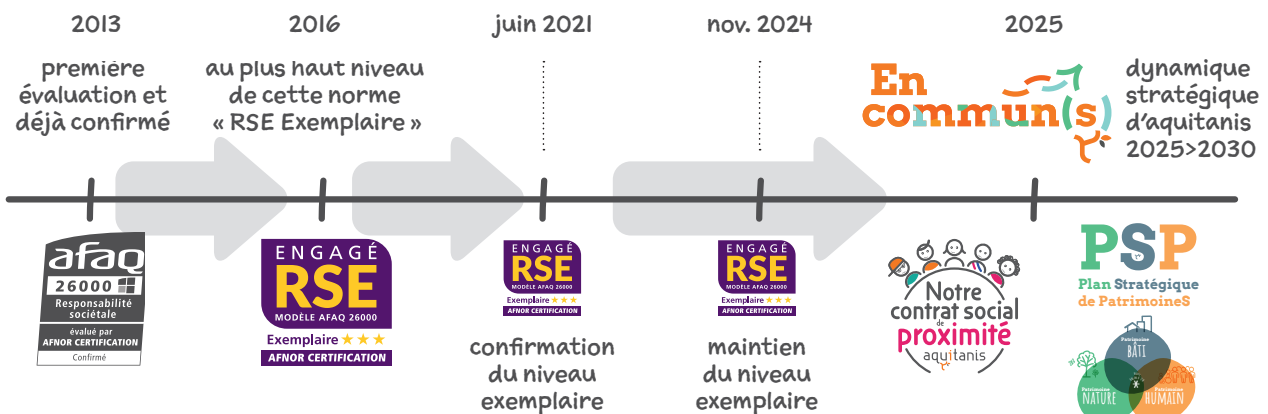 2013
première
évaluation et
déjà confirmé
afaq
26000
Responsabilité
sociétale
évalué par
AFNOR CERTIFICATION
Confirmé
2016
au plus haut niveau
de cette norme
« RSE Exemplaire »
ENGAGÉ
RSE
MODÈLE AFAQ 26000
Exemplaire ★★★
AFNOR CERTIFICATION
juin 2021
ENGAGÉ
RSE
MODÈLE AFAQ 26000
Exemplaire ★★★
AFNOR CERTIFICATION
confirmation
du niveau
exemplaire
nov. 2024
ENGAGÉ
RSE
MODÈLE AFAQ 26000
Exemplaire ★★★
AFNOR CERTIFICATION
maintien
du niveau
exemplaire
2025
En
commun(s)
dynamique
stratégique
d'aquitanis
2025>2030
Notre
contrat social
de
proximité
aquitanis
PSP
Plan Stratégique
de PatrimoineS
Patrimoine
BÂTI
Patrimoine
NATURE
Patrimoine
HUMAIN